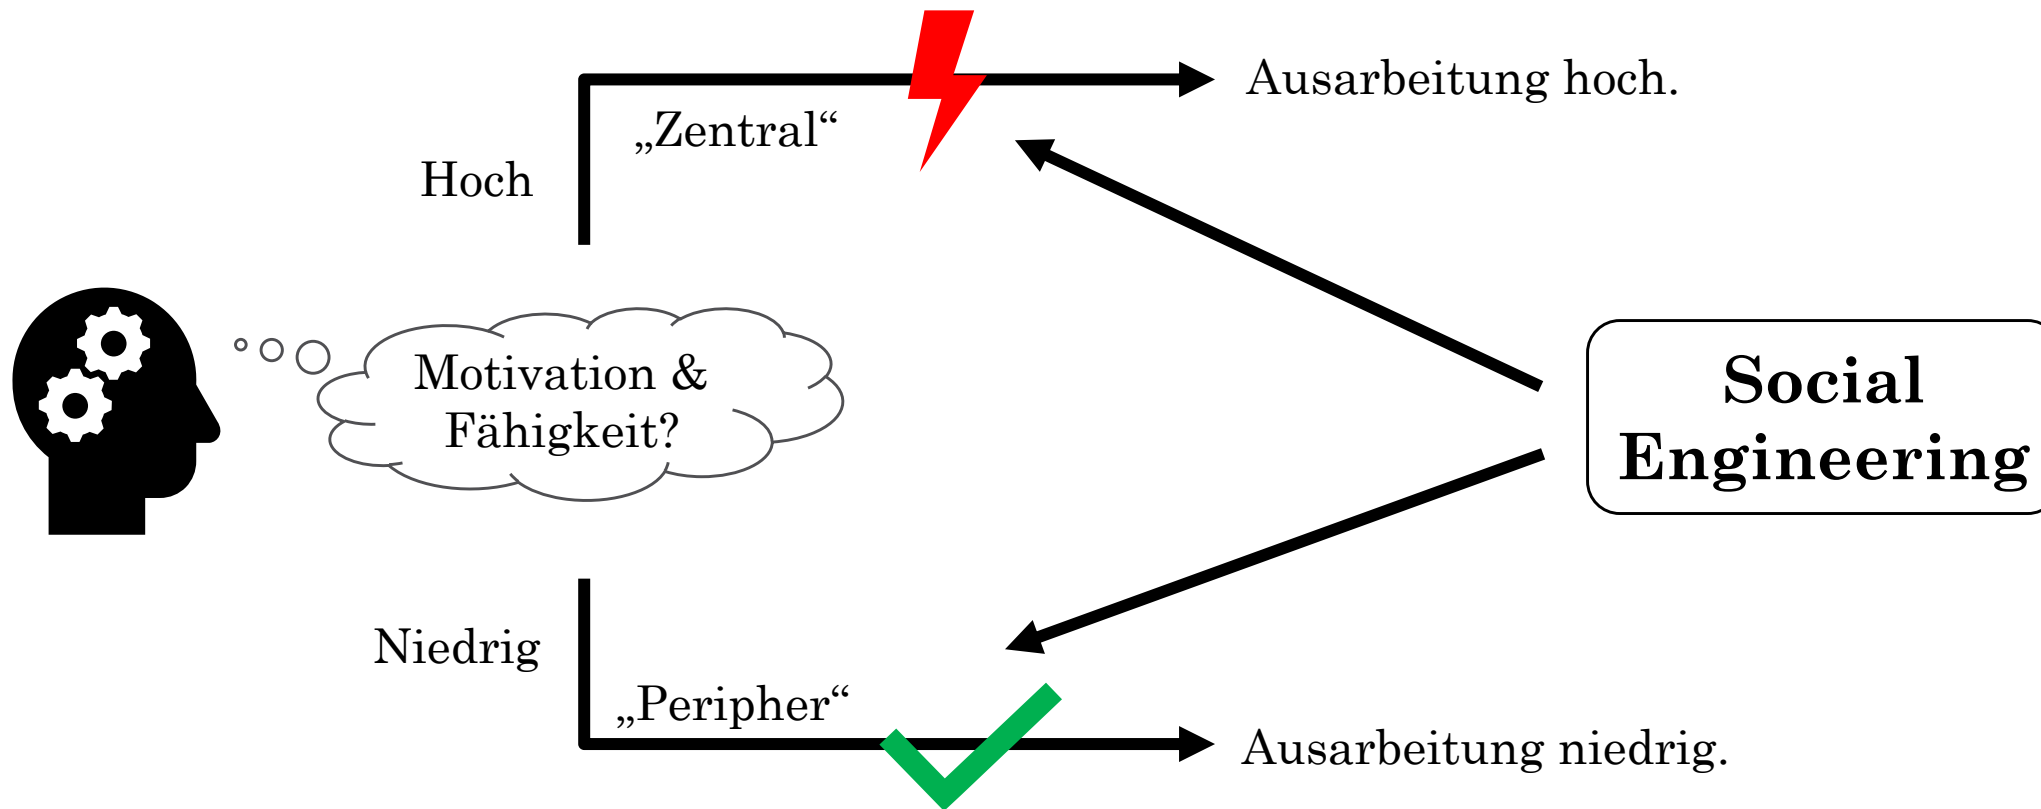 Ausarbeitung hoch.
„Zentral“
Hoch
Motivation &
Fähigkeit?
Social
Engineering
Niedrig
„Peripher“
Ausarbeitung niedrig.